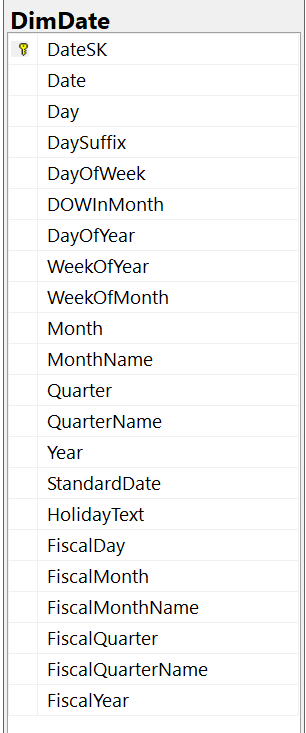 DimDate
DateSK
Date
Day
DaySuffix
DayOfWeek
DOWInMonth
DayOfYear
WeekOfYear
WeekOfMonth
Month
MonthName
Quarter
QuarterName
Year
StandardDate
HolidayText
FiscalDay
FiscalMonth
FiscalMonthName
FiscalQuarter
FiscalQuarterName
FiscalYear